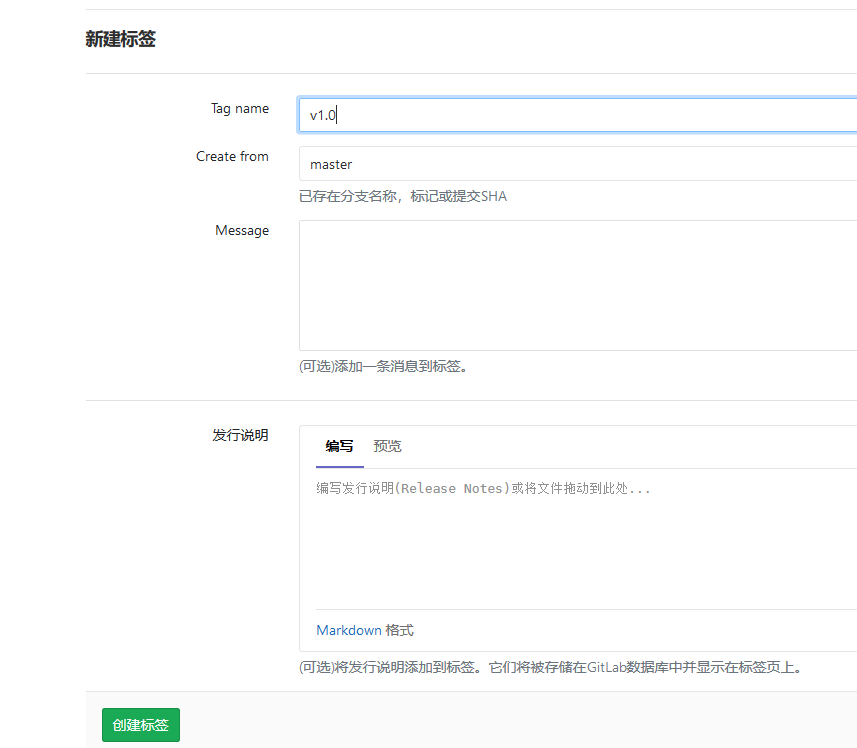 新建标签
Tag name
v1.0
Create from
master
已存在分支名称，标记或提交SHA
Message
(可选)添加一条消息到标签。
发行说明
编写 预览
编写发行说明(Release Notes)或将文件拖动到此处...
Markdown 格式
(可选)将发行说明添加到标签。它们将被存储在GitLab数据库中并显示在标签页上。
创建标签